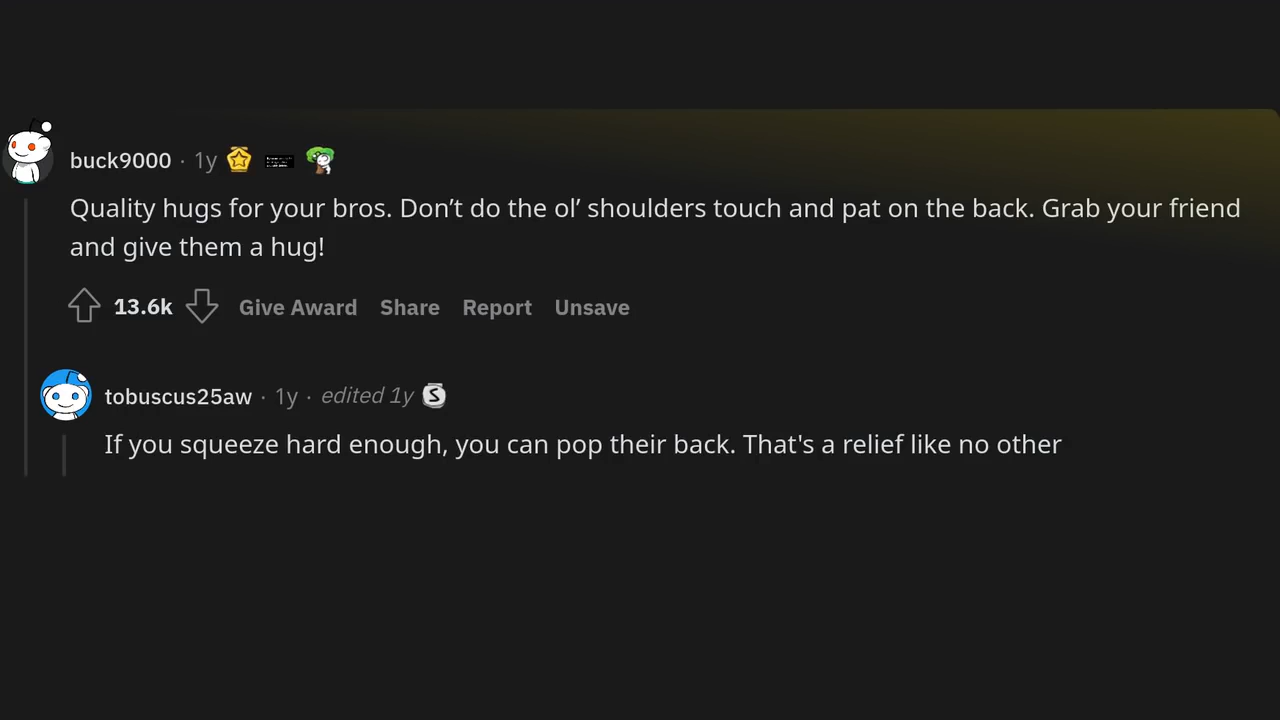 buck9000 · 1y
Quality hugs for your bros. Don’t do the ol’ shoulders touch and pat on the back. Grab your friend
and give them a hug!
13.6k Give Award Share Report Unsave
tobuscus25aw · 1y · edited 1y S
If you squeeze hard enough, you can pop their back. That's a relief like no other